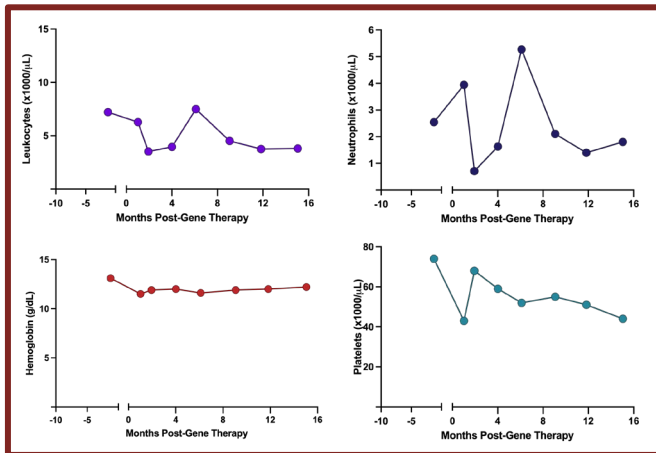 15
10
5
Leukocytes (x1000/μL)
-10 -5 0 4 8 12 16
Months Post-Gene Therapy
6
5
4
3
2
1
Neutrophils (x1000/μL)
-10 -5 0 4 8 12 16
Months Post-Gene Therapy
15
10
5
Hemoglobin (g/dL)
-10 -5 0 4 8 12 16
Months Post-Gene Therapy
80
60
40
20
Platelets (x1000/μL)
-10 -5 0 4 8 12 16
Months Post-Gene Therapy